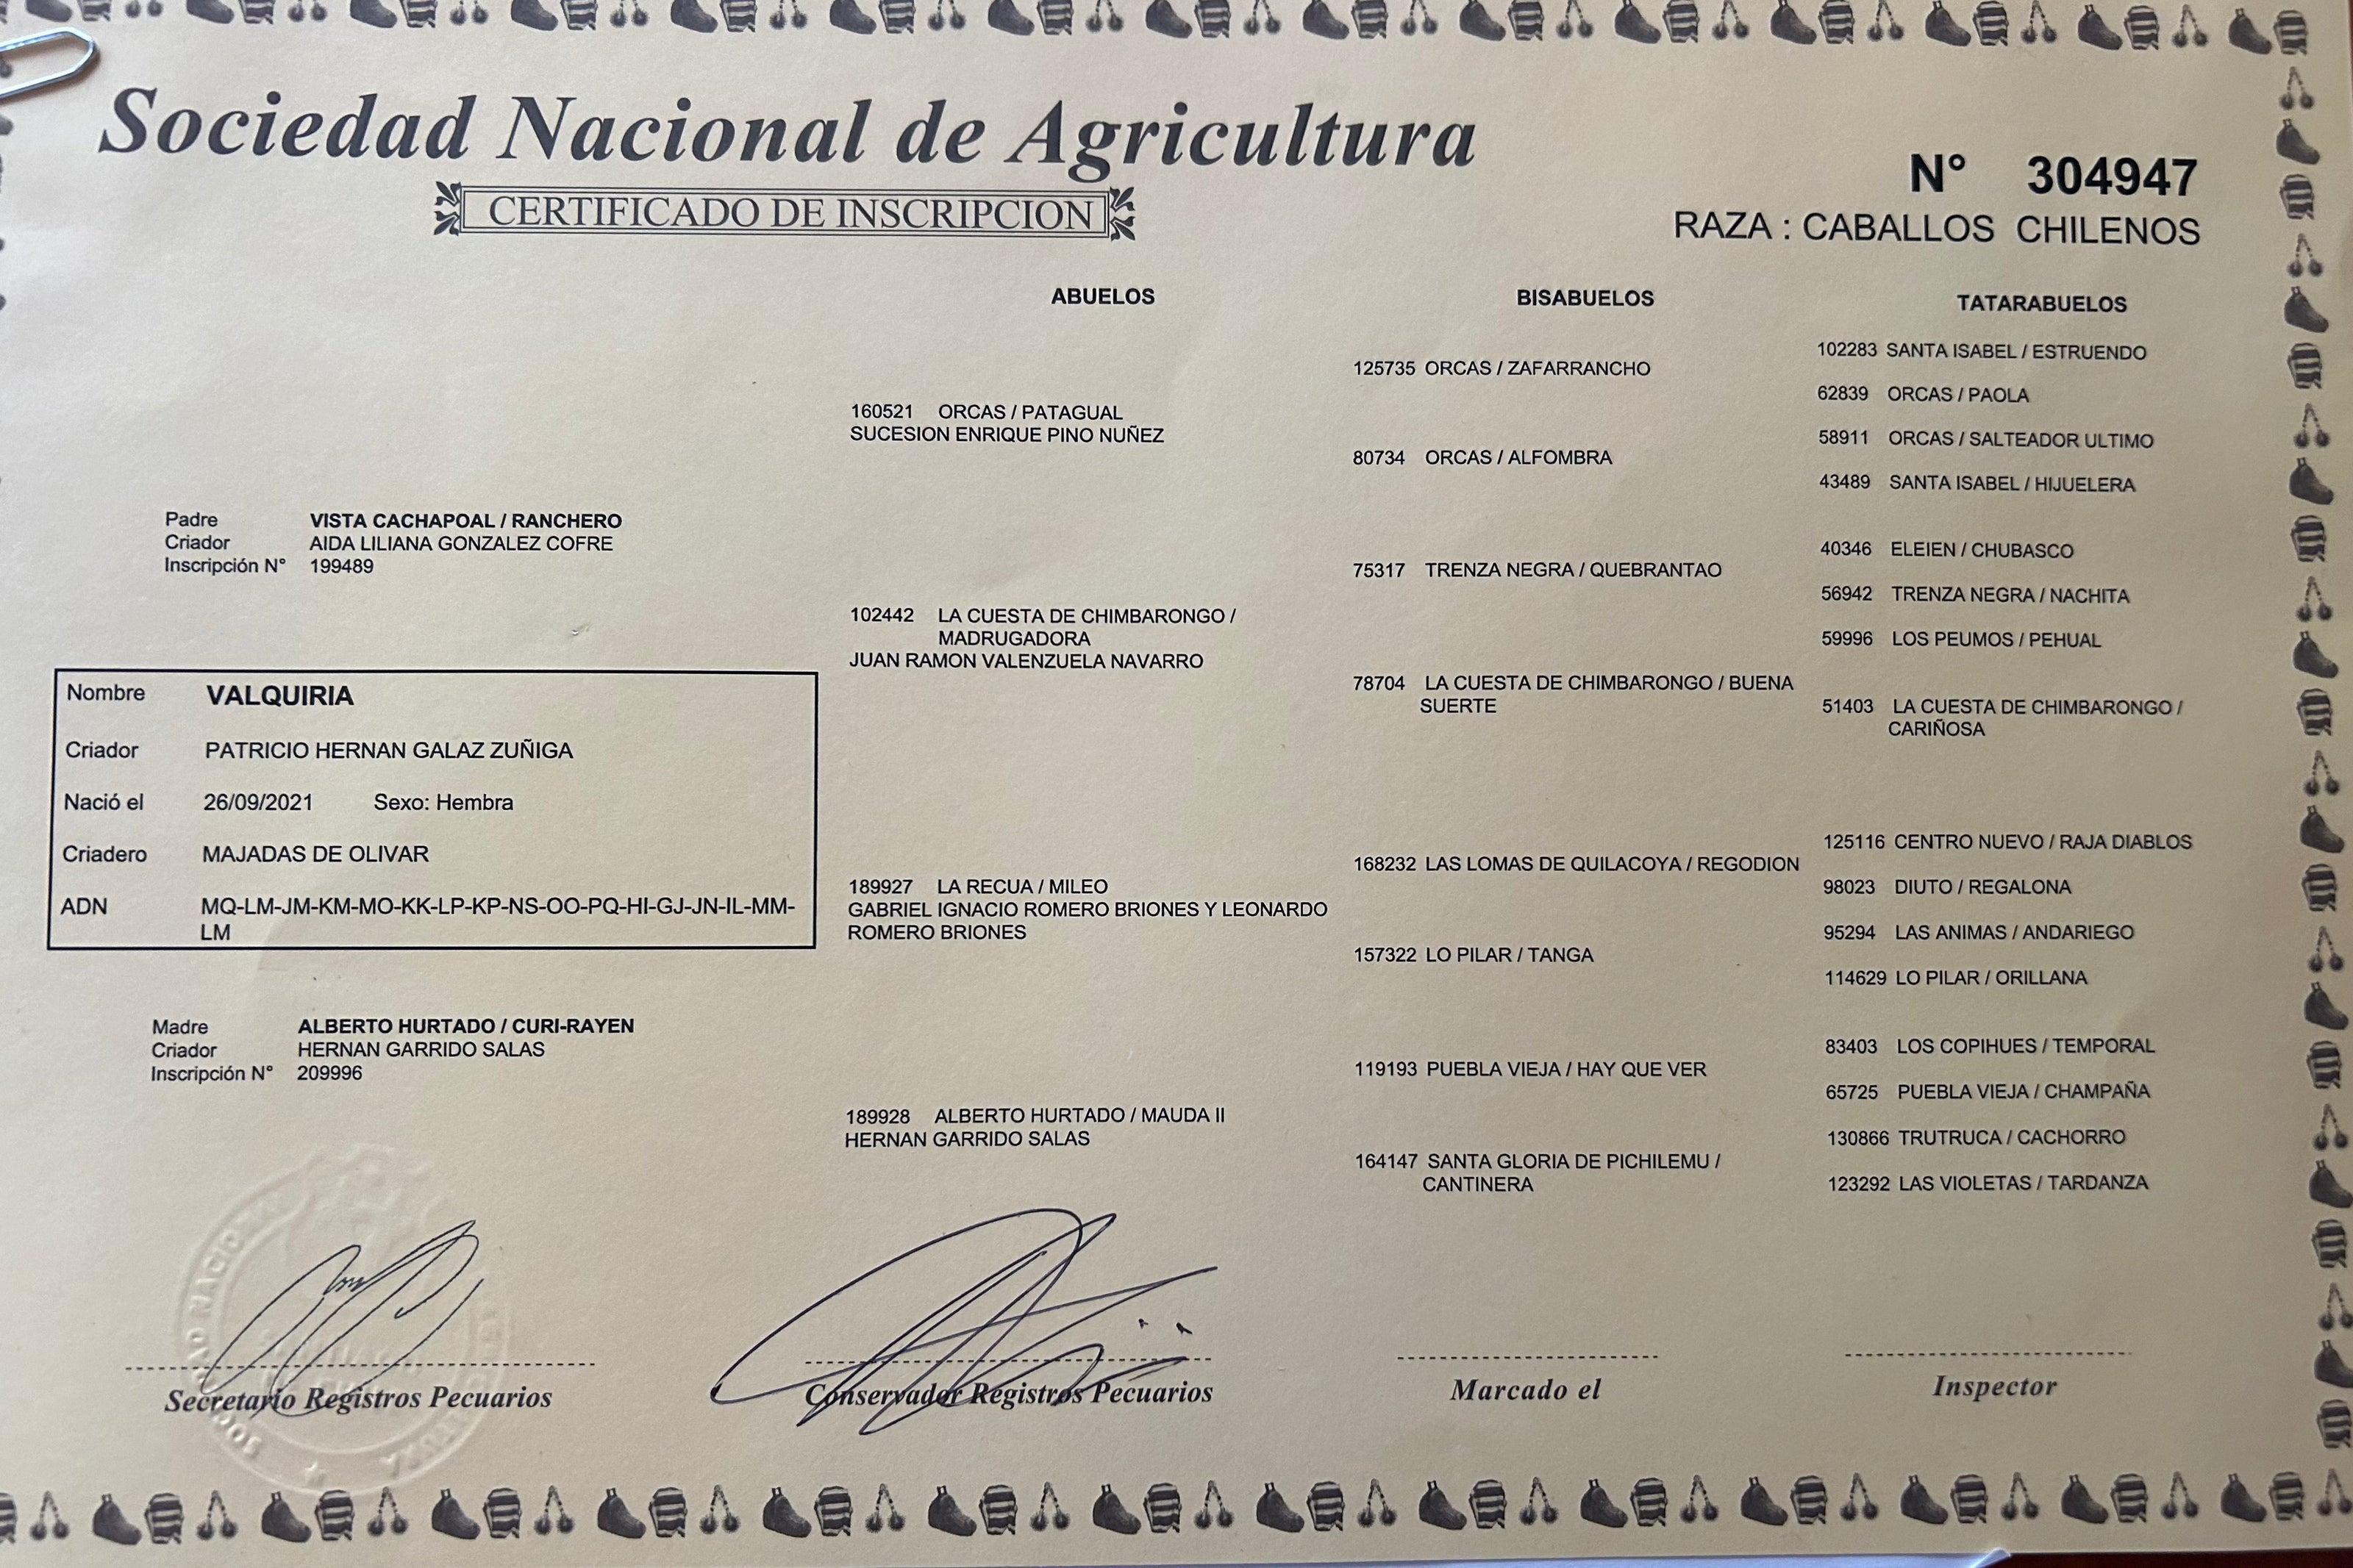 Sociedad Nacional de Agricultura
CERTIFICADO DE INSCRIPCION
N° 304947
RAZA : CABALLOS CHILENOS
ABUELOS
BISABUELOS
TATARABUELOS
Padre VISTA CACHAPOAL / RANCHERO
Criador AIDA LILIANA GONZALEZ COFRE
Inscripción N° 199489
Nombre VALQUIRIA
Criador PATRICIO HERNAN GALAZ ZUÑIGA
Nació el 26/09/2021 Sexo: Hembra
Criadero MAJADAS DE OLIVAR
ADN MQ-LM-JM-KM-MO-KK-LP-KP-NS-OO-PQ-HI-GJ-JN-IL-MM-
LM
Madre ALBERTO HURTADO / CURI-RAYEN
Criador HERNAN GARRIDO SALAS
Inscripción N° 209996
160521 ORCAS / PATAGUAL
SUCESION ENRIQUE PINO NUÑEZ
102442 LA CUESTA DE CHIMBARONGO /
MADRUGADORA
JUAN RAMON VALENZUELA NAVARRO
189927 LA RECUA / MILEO
GABRIEL IGNACIO ROMERO BRIONES Y LEONARDO
ROMERO BRIONES
189928 ALBERTO HURTADO / MAUDA II
HERNAN GARRIDO SALAS
125735 ORCAS / ZAFARRANCHO
80734 ORCAS / ALFOMBRA
75317 TRENZA NEGRA / QUEBRANTAO
78704 LA CUESTA DE CHIMBARONGO / BUENA
SUERTE
168232 LAS LOMAS DE QUILACOYA / REGODION
157322 LO PILAR / TANGA
119193 PUEBLA VIEJA / HAY QUE VER
164147 SANTA GLORIA DE PICHILEMU /
CANTINERA
102283 SANTA ISABEL / ESTRUENDO
62839 ORCAS / PAOLA
58911 ORCAS / SALTEADOR ULTIMO
43489 SANTA ISABEL / HIJUELERA
40346 ELEIEN / CHUBASCO
56942 TRENZA NEGRA / NACHITA
59996 LOS PEUMOS / PEHUAL
51403 LA CUESTA DE CHIMBARONGO /
CARIÑOSA
125116 CENTRO NUEVO / RAJA DIABLOS
98023 DIUTO / REGALONA
95294 LAS ANIMAS / ANDARIEGO
114629 LO PILAR / ORILLANA
83403 LOS COPIHUES / TEMPORAL
65725 PUEBLA VIEJA / CHAMPAÑA
130866 TRUTRUCA / CACHORRO
123292 LAS VIOLETAS / TARDANZA
Secretario Registros Pecuarios
Conservador Registros Pecuarios
Marcado el
Inspector